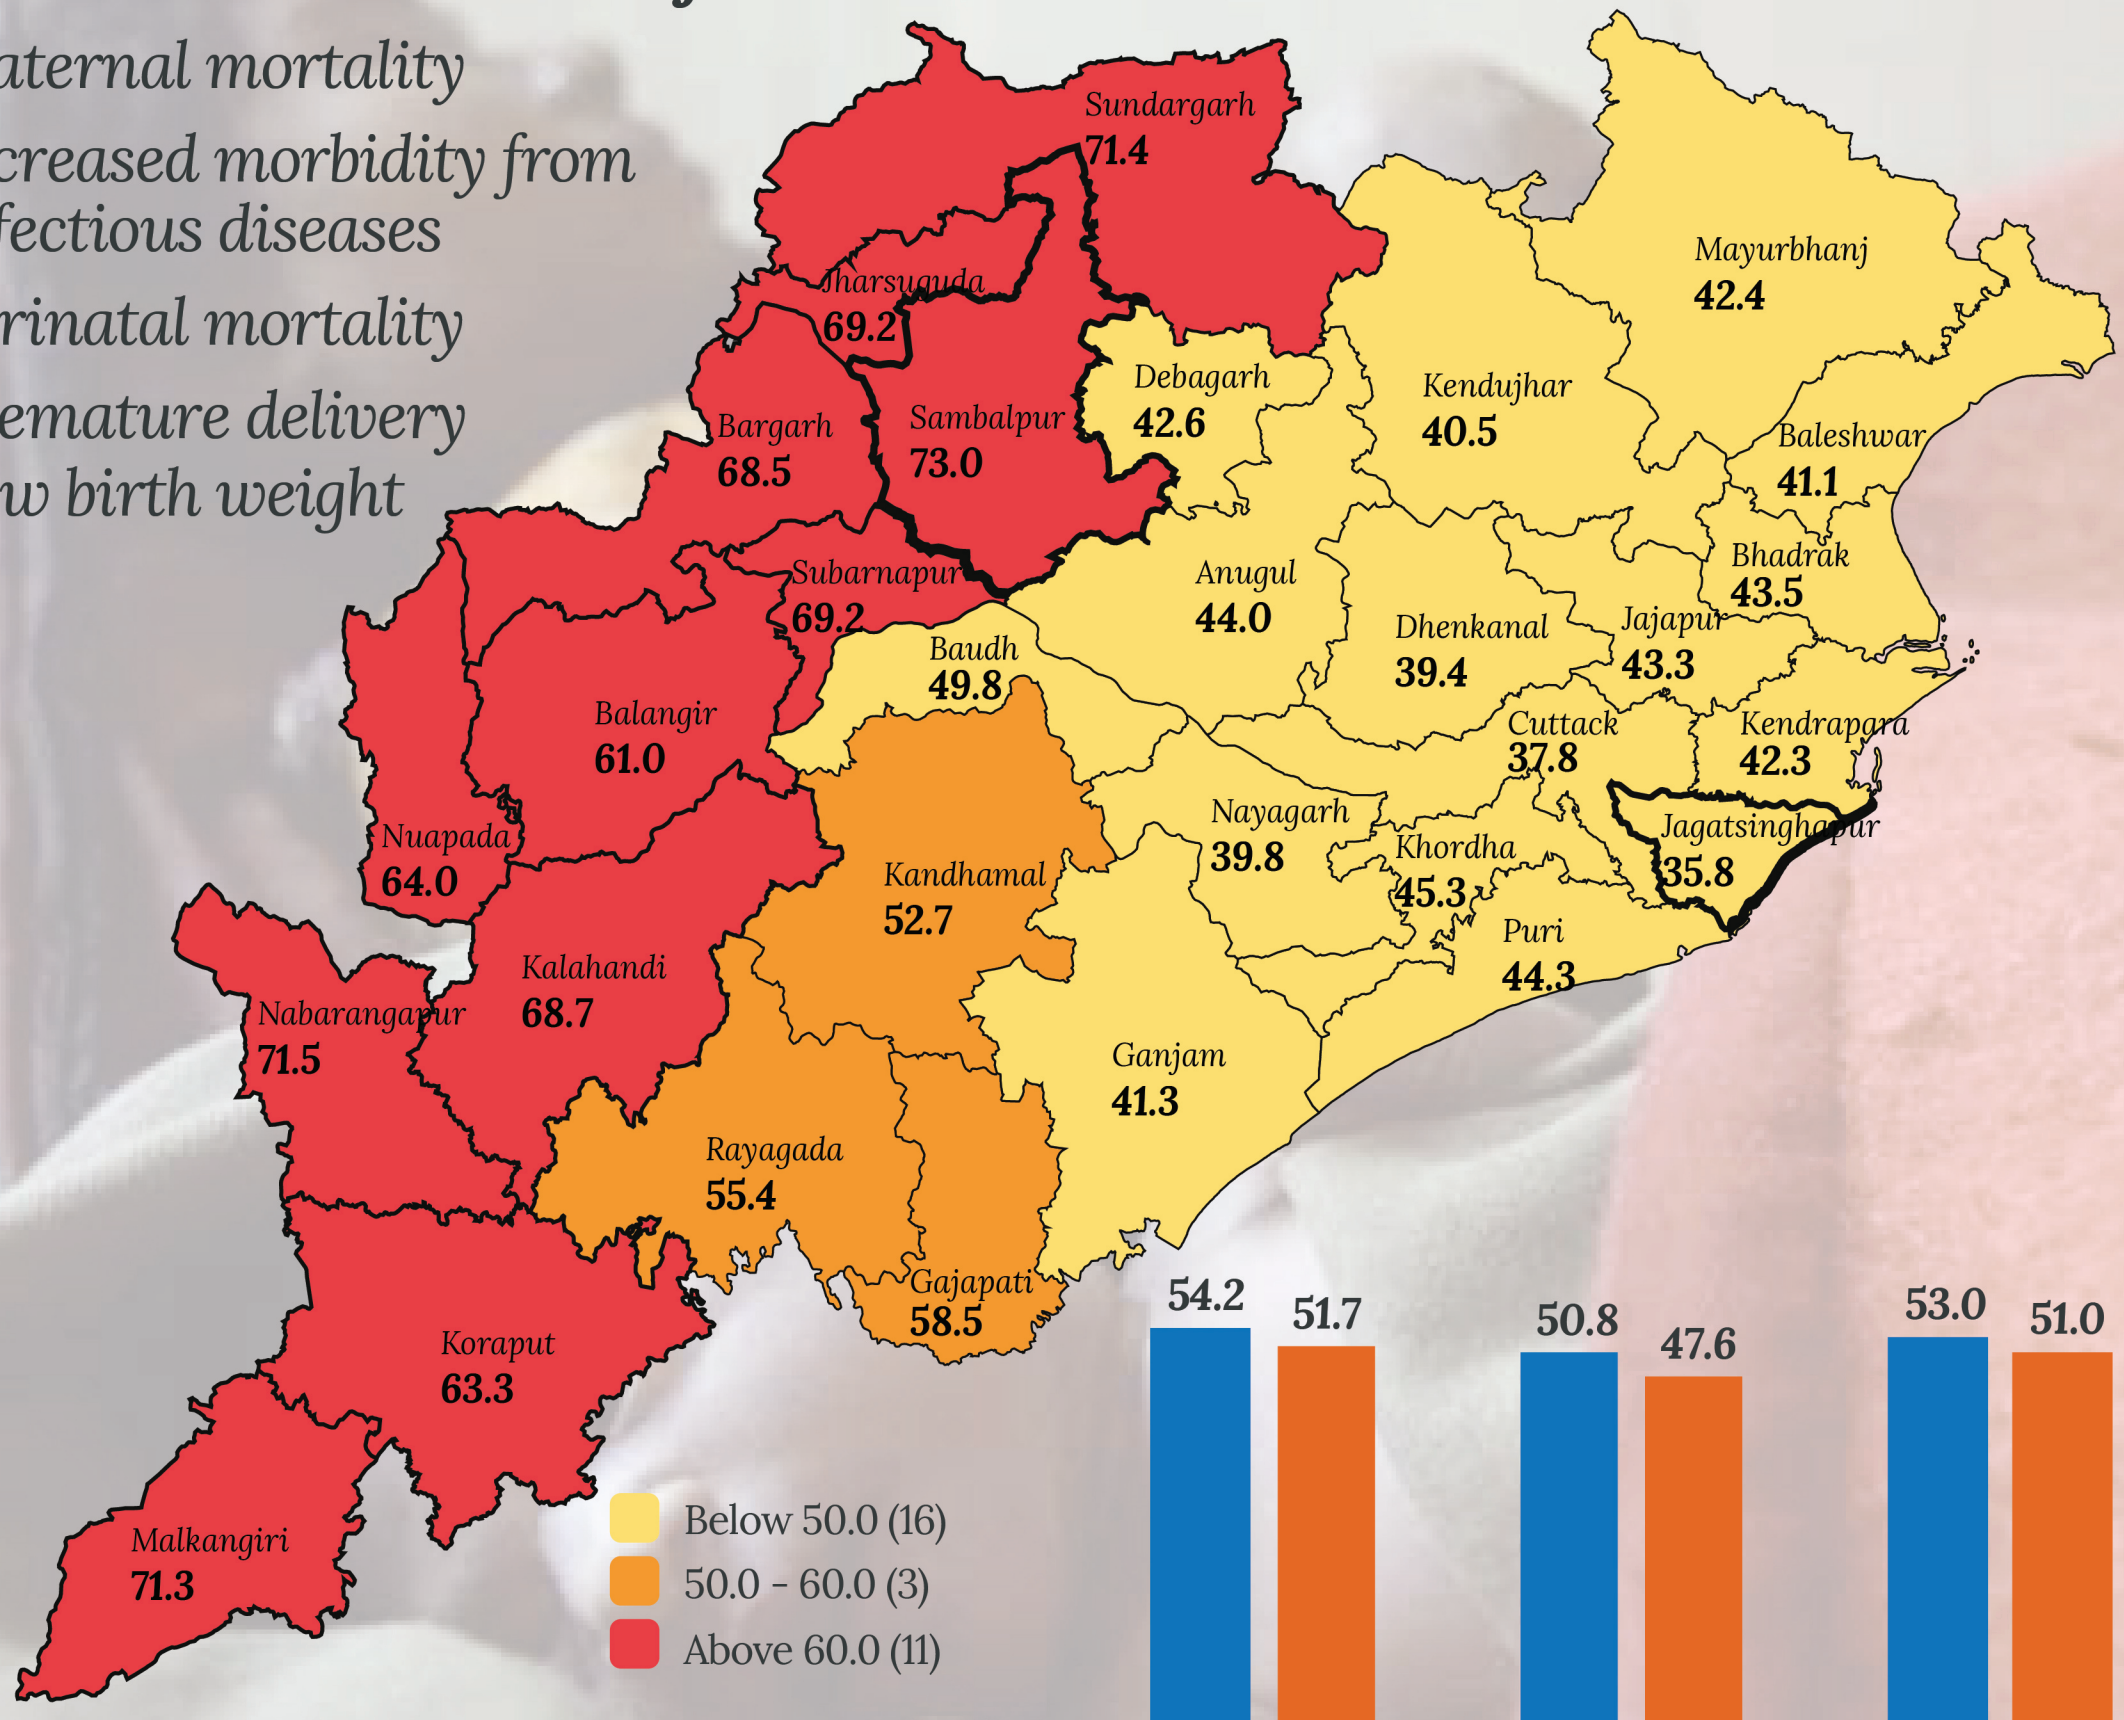 aternal mortality
creased morbidity from
fectious diseases
rinatal mortality
emature delivery
w birth weight
Sundargarh
71.4
Jharsuguda
69.2
Mayurbhanj
42.4
Debagarh
42.6
Kendujhar
40.5
Bargarh
68.5
Sambalpur
73.0
Baleshwar
41.1
Bhadrak
43.5
Subarnapur
69.2
Anugul
44.0
Dhenkanal
39.4
Jajapur
43.3
Baudh
49.8
Balangir
61.0
Cuttack
37.8
Kendrapara
42.3
Nuapada
64.0
Kandhamal
52.7
Nayagarh
39.8
Khordha
45.3
Jagatsinghapur
35.8
Puri
44.3
Kalahandi
68.7
Nabarangapur
71.5
Ganjam
41.3
Rayagada
55.4
Gajapati
58.5
Koraput
63.3
Malkangiri
71.3
Below 50.0 (16)
50.0 - 60.0 (3)
Above 60.0 (11)
54.2
51.7
50.8
47.6
53.0
51.0